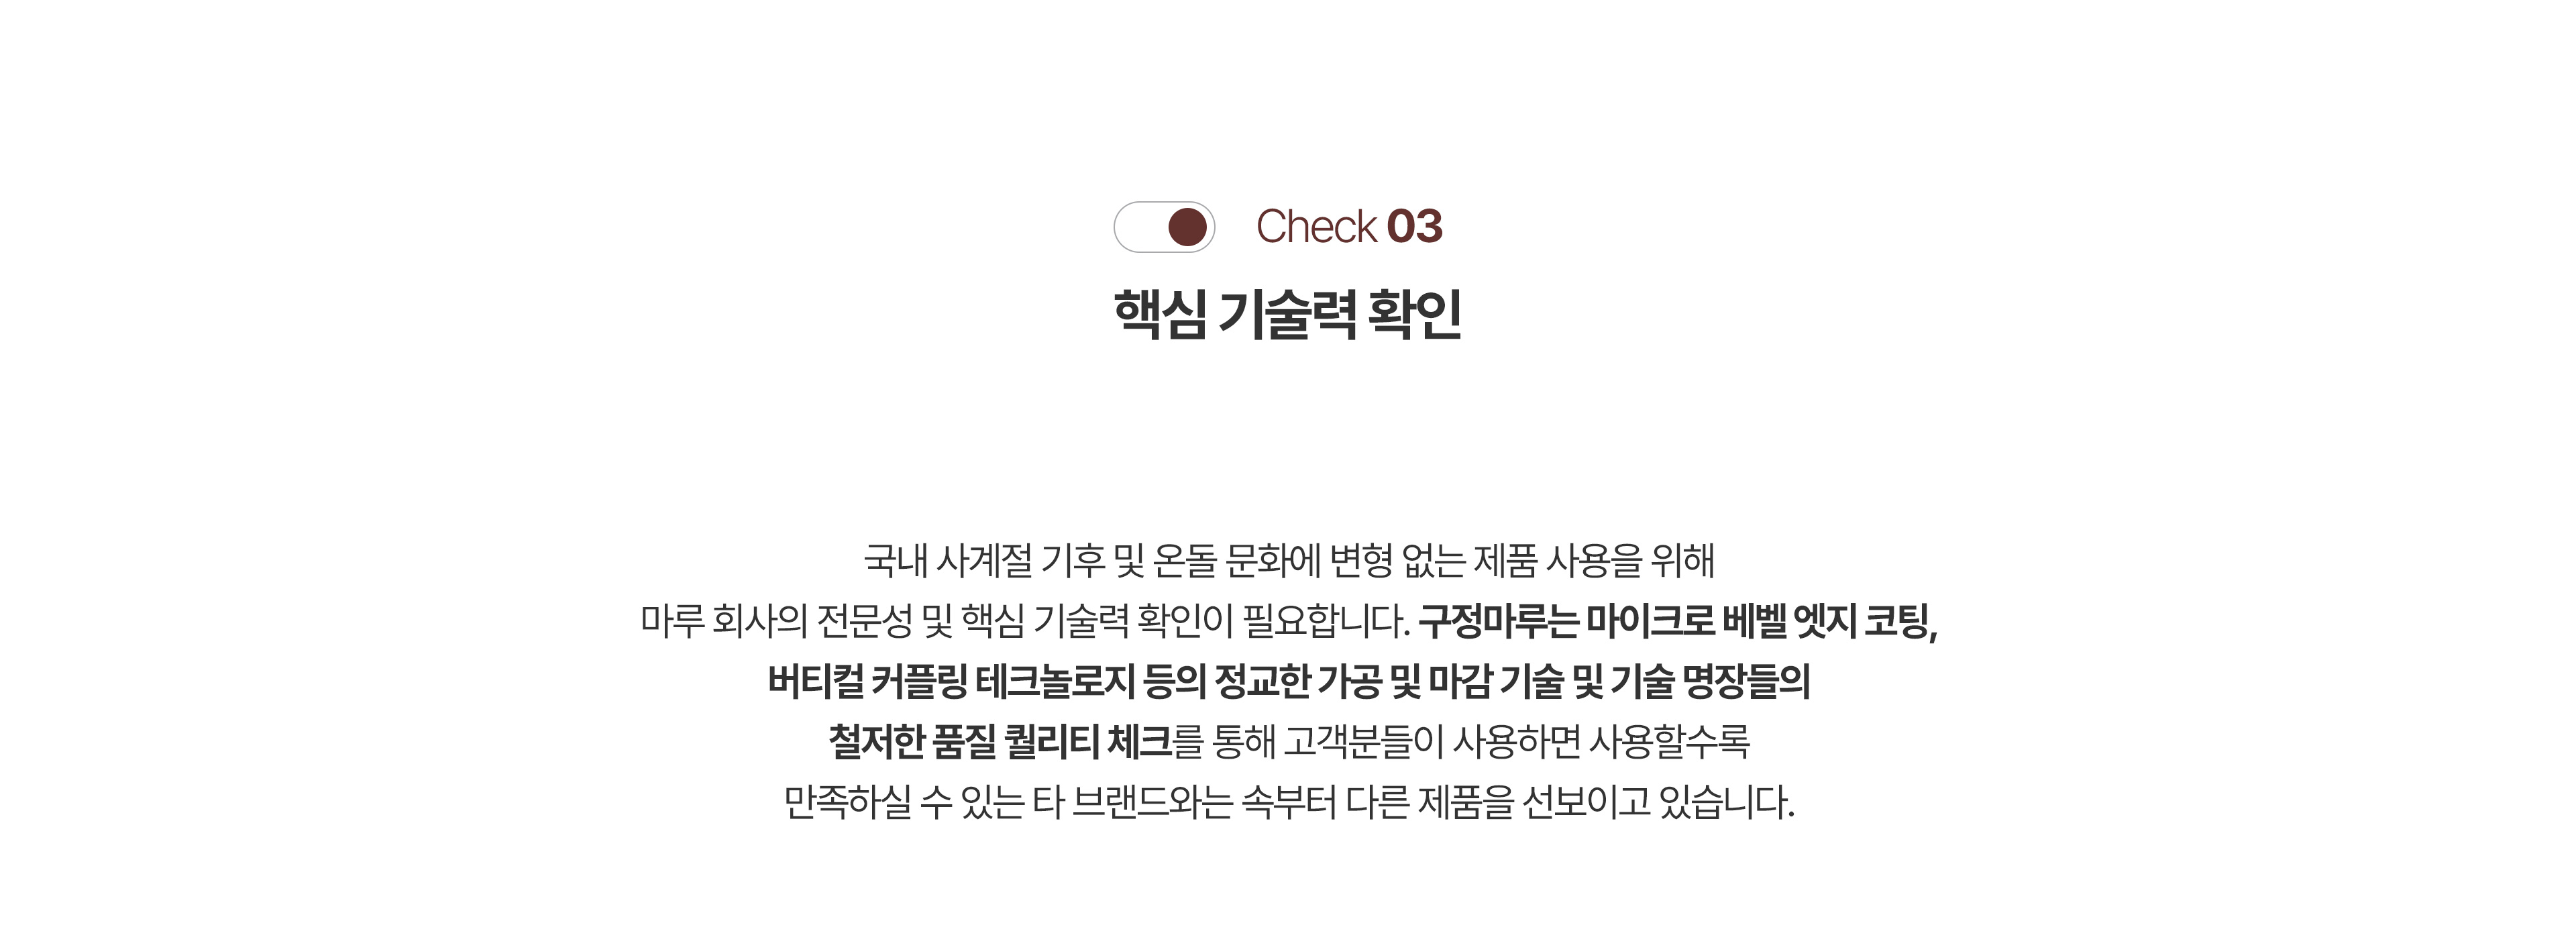 Check 03
핵심 기술력 확인
국내 사계절 기후 및 온돌 문화에 변형 없는 제품 사용을 위해
마루 회사의 전문성 및 핵심 기술력 확인이 필요합니다. 구정마루는 마이크로 베벨 엣지 코팅,
버티컬 커플링 테크놀로지 등의 정교한 가공 및 마감 기술 및 기술 명장들의
철저한 품질 퀄리티 체크를 통해 고객분들이 사용하면 사용할수록
만족하실 수 있는 타 브랜드와는 속부터 다른 제품을 선보이고 있습니다.